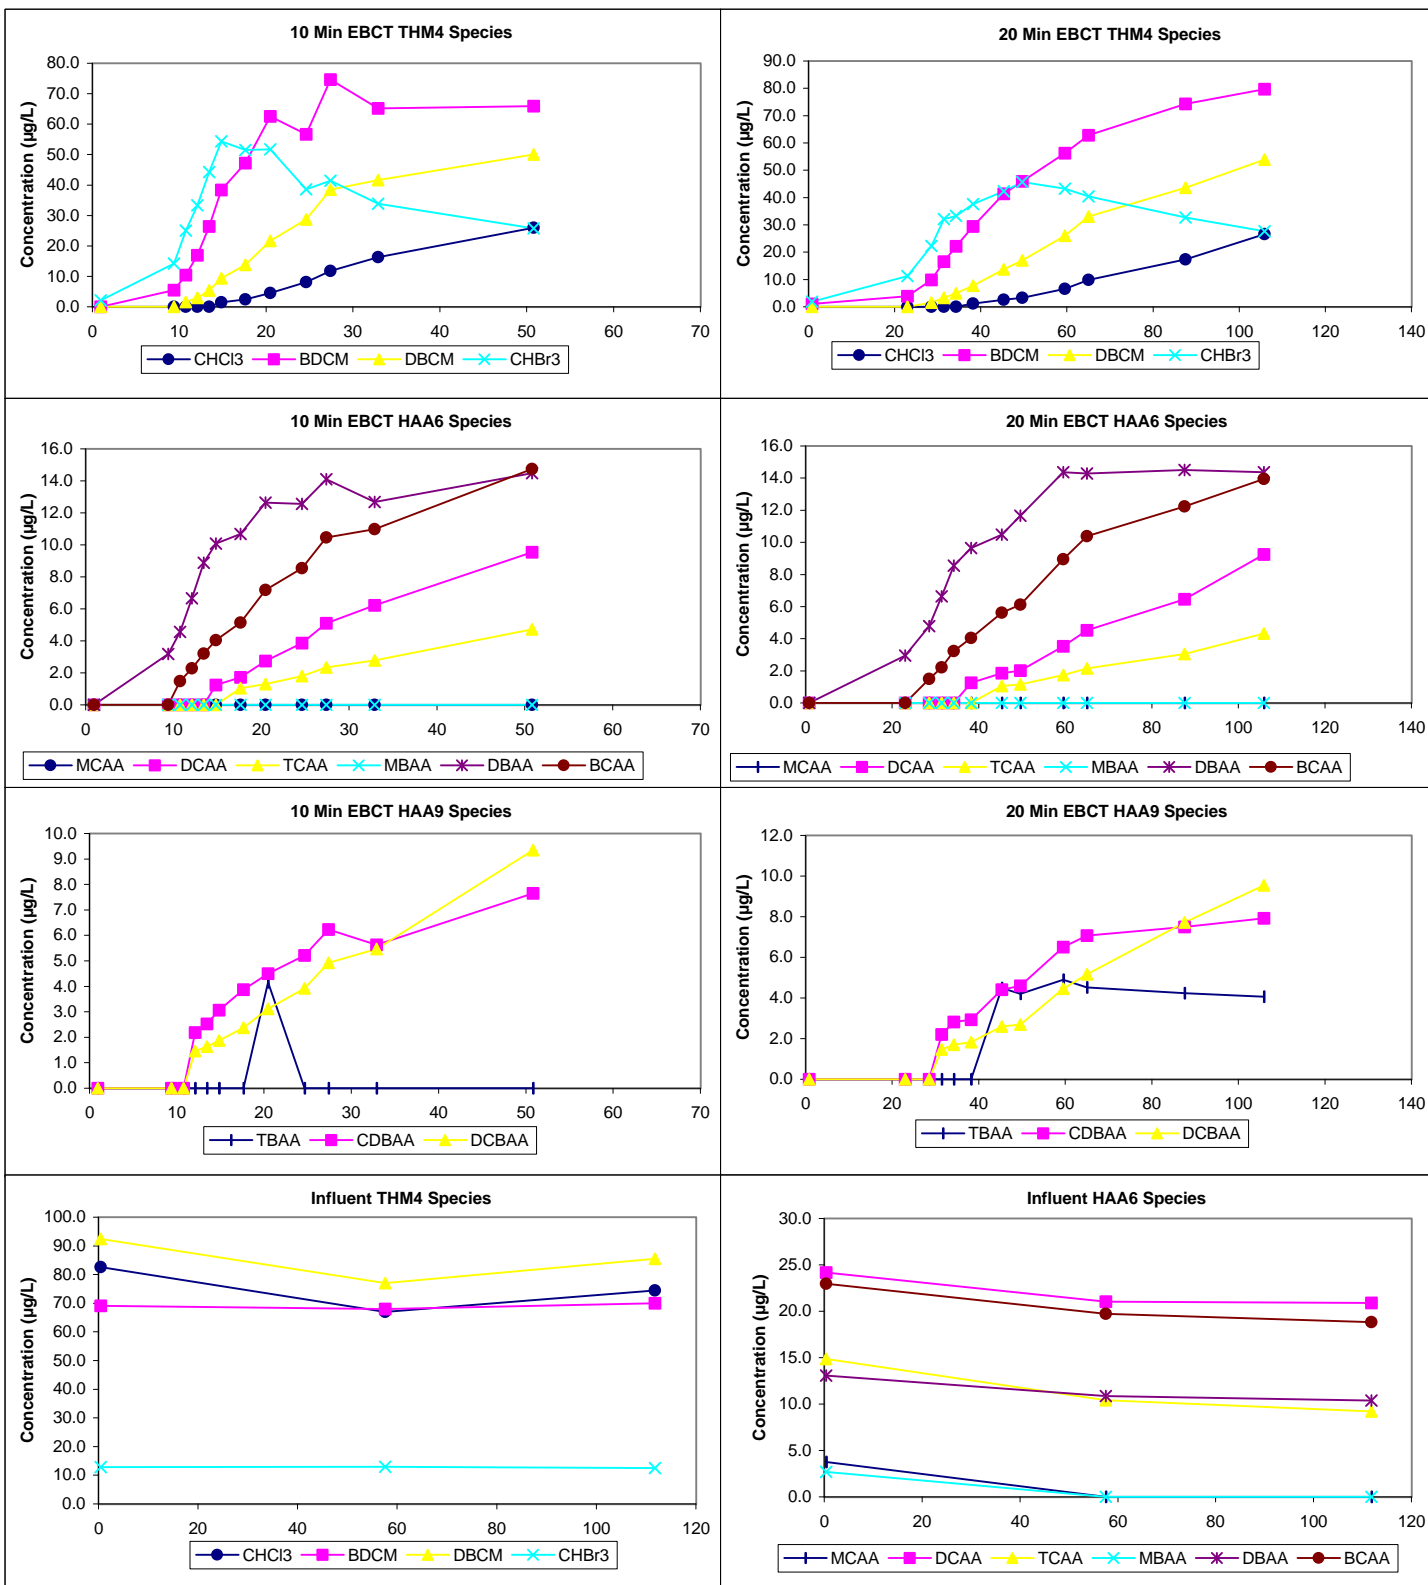 10 Min EBCT THM4 Species
Concentration (µg/L)
80.0
70.0
60.0
50.0
40.0
30.0
20.0
10.0
0.0
0 10 20 30 40 50 60 70
CHCl3 BDCM DBCM CHBr3
20 Min EBCT THM4 Species
Concentration (µg/L)
90.0
80.0
70.0
60.0
50.0
40.0
30.0
20.0
10.0
0.0
0 20 40 60 80 100 120 140
CHCl3 BDCM DBCM CHBr3
10 Min EBCT HAA6 Species
Concentration (µg/L)
16.0
14.0
12.0
10.0
8.0
6.0
4.0
2.0
0.0
0 10 20 30 40 50 60 70
MCAA DCAA TCAA MBAA DBAA BCAA
20 Min EBCT HAA6 Species
Concentration (µg/L)
16.0
14.0
12.0
10.0
8.0
6.0
4.0
2.0
0.0
0 20 40 60 80 100 120 140
MCAA DCAA TCAA MBAA DBAA BCAA
10 Min EBCT HAA9 Species
Concentration (µg/L)
10.0
9.0
8.0
7.0
6.0
5.0
4.0
3.0
2.0
1.0
0.0
0 10 20 30 40 50 60 70
TBAA CDBAA DCBAA
20 Min EBCT HAA9 Species
Concentration (µg/L)
12.0
10.0
8.0
6.0
4.0
2.0
0.0
0 20 40 60 80 100 120 140
TBAA CDBAA DCBAA
Influent THM4 Species
Concentration (µg/L)
100.0
90.0
80.0
70.0
60.0
50.0
40.0
30.0
20.0
10.0
0.0
0 20 40 60 80 100 120
CHCl3 BDCM DBCM CHBr3
Influent HAA6 Species
Concentration (µg/L)
30.0
25.0
20.0
15.0
10.0
5.0
0.0
0 20 40 60 80 100 120
MCAA DCAA TCAA MBAA DBAA BCAA